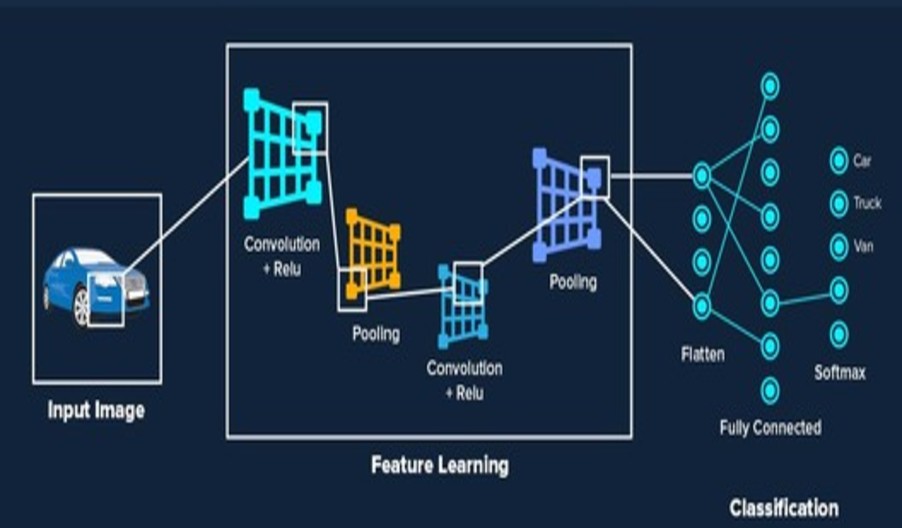 Input Image
Convolution
+ Relu
Pooling
Convolution
+ Relu
Pooling
Feature Learning
Flatten
Fully Connected
Car
Truck
Van
Softmax
Classification